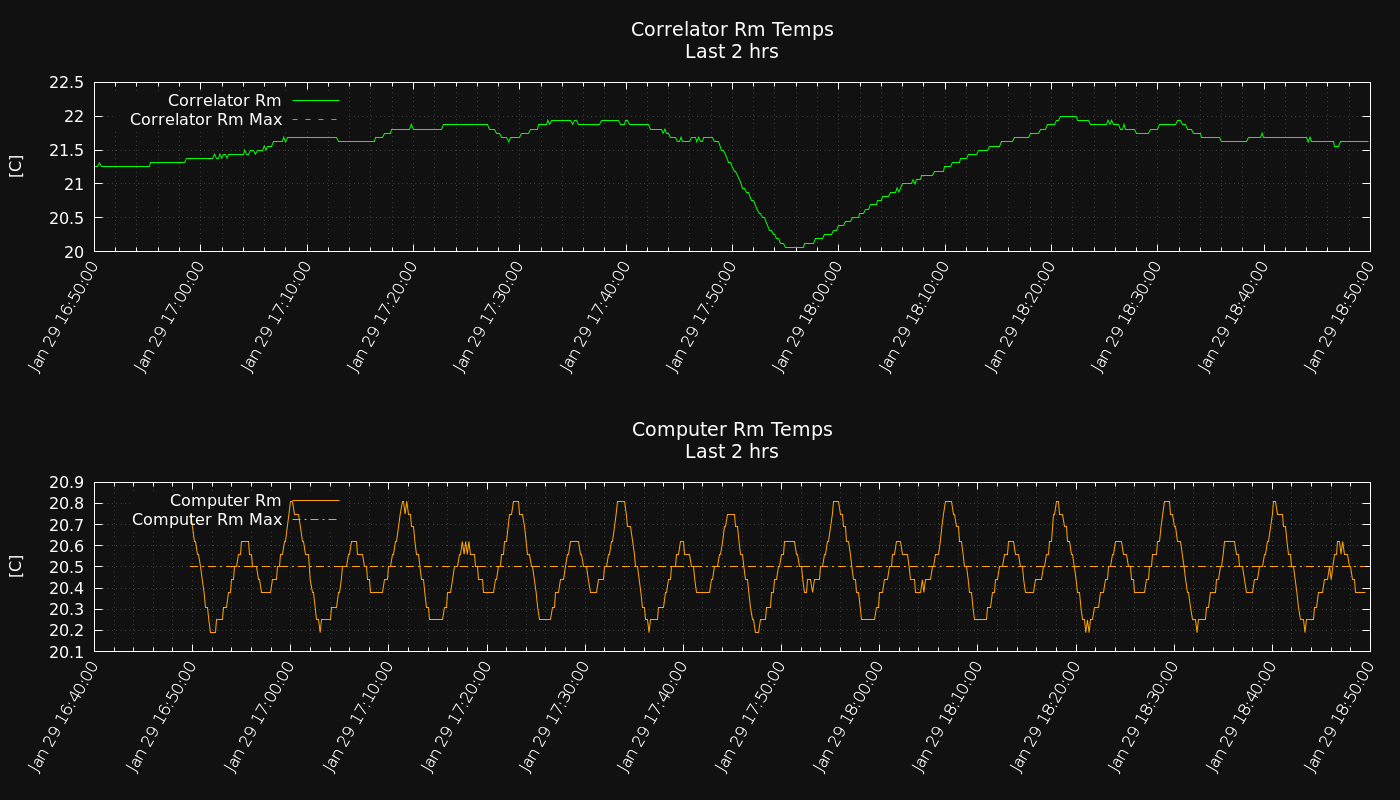 Correlator Rm Temps
Last 2 hrs
22.5
22
21.5
21
20.5
20
[C]
Correlator Rm
Correlator Rm Max
Jan 29 16:50:00
Jan 29 17:00:00
Jan 29 17:10:00
Jan 29 17:20:00
Jan 29 17:30:00
Jan 29 17:40:00
Jan 29 17:50:00
Jan 29 18:00:00
Jan 29 18:10:00
Jan 29 18:20:00
Jan 29 18:30:00
Jan 29 18:40:00
Jan 29 18:50:00
Computer Rm Temps
Last 2 hrs
20.9
20.8
20.7
20.6
20.5
20.4
20.3
20.2
20.1
[C]
Computer Rm
Computer Rm Max
Jan 29 16:40:00
Jan 29 16:50:00
Jan 29 17:00:00
Jan 29 17:10:00
Jan 29 17:20:00
Jan 29 17:30:00
Jan 29 17:40:00
Jan 29 17:50:00
Jan 29 18:00:00
Jan 29 18:10:00
Jan 29 18:20:00
Jan 29 18:30:00
Jan 29 18:40:00
Jan 29 18:50:00